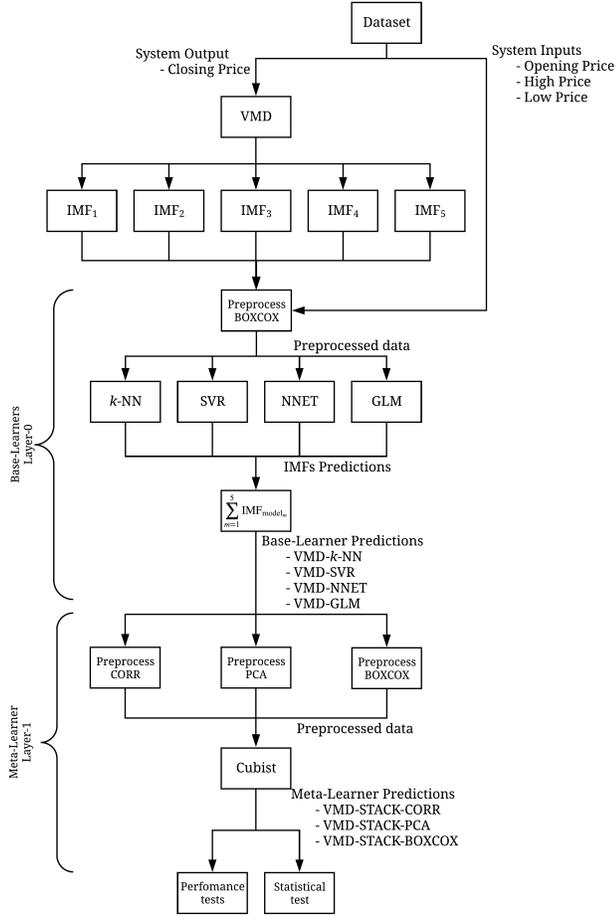 Dataset
System Output
- Closing Price
System Inputs
- Opening Price
- High Price
- Low Price
VMD
IMF₁
IMF₂
IMF₃
IMF₄
IMF₅
Preprocess
BOXCOX
Preprocessed data
k-NN
SVR
NNET
GLM
Base-Learners
Layer-0
IMFs Predictions
∑⁵ₘ₌₁ IMF_modelₘ
Base-Learner Predictions
- VMD-k-NN
- VMD-SVR
- VMD-NNET
- VMD-GLM
Preprocess
CORR
Preprocess
PCA
Preprocess
BOXCOX
Preprocessed data
Meta-Learner
Layer-1
Cubist
Meta-Learner Predictions
- VMD-STACK-CORR
- VMD-STACK-PCA
- VMD-STACK-BOXCOX
Perfomance
tests
Statistical
test